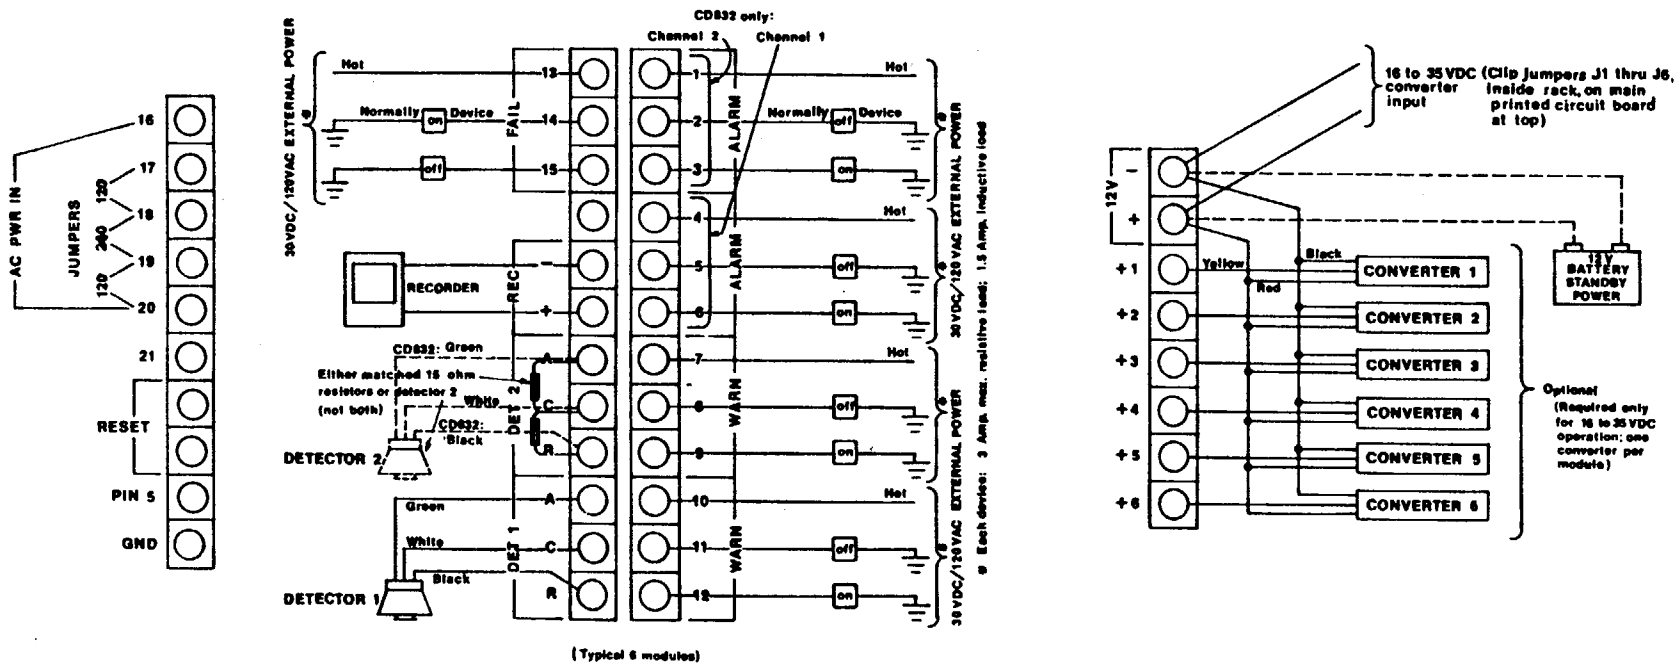 AC PWR IN
JUMPERS
120
240
120
16
17
18
19
20
21
RESET
PIN 5
GND
30VDC/120VAC EXTERNAL POWER
Hot
13
Normally
on
Device
14
off
15
FAIL
RECORDER
REC
-
+
CD832: Green
Either matched 15 ohm
resistors or detector 2
(not both)
White
CD832:
Black
DET 2
A
C
R
DETECTOR 2
Green
White
Black
DET 1
A
C
R
DETECTOR 1
(Typical 6 modules)
CD832 only:
Channel 2
Channel 1
1
Hot
2
Normally
off
Device
3
on
ALARM
4
Hot
5
off
6
on
ALARM
7
Hot
8
off
9
on
WARN
10
Hot
11
off
12
on
WARN
30VDC/120VAC EXTERNAL POWER
30VDC/120VAC EXTERNAL POWER
30VDC/120VAC EXTERNAL POWER
30VDC/120VAC EXTERNAL POWER
Each device: 3 Amp. max. resistive load; 1.5 Amp. inductive load
16 to 35VDC (Clip Jumpers J1 thru J6,
converter inside rack, on main
input printed circuit board
at top)
12V
-
+
+1
+2
+3
+4
+5
+6
Yellow
Black
Red
CONVERTER 1
CONVERTER 2
CONVERTER 3
CONVERTER 4
CONVERTER 5
CONVERTER 6
12V
BATTERY
STANDBY
POWER
Optional
(Required only
for 16 to 35VDC
operation; one
converter per
module)